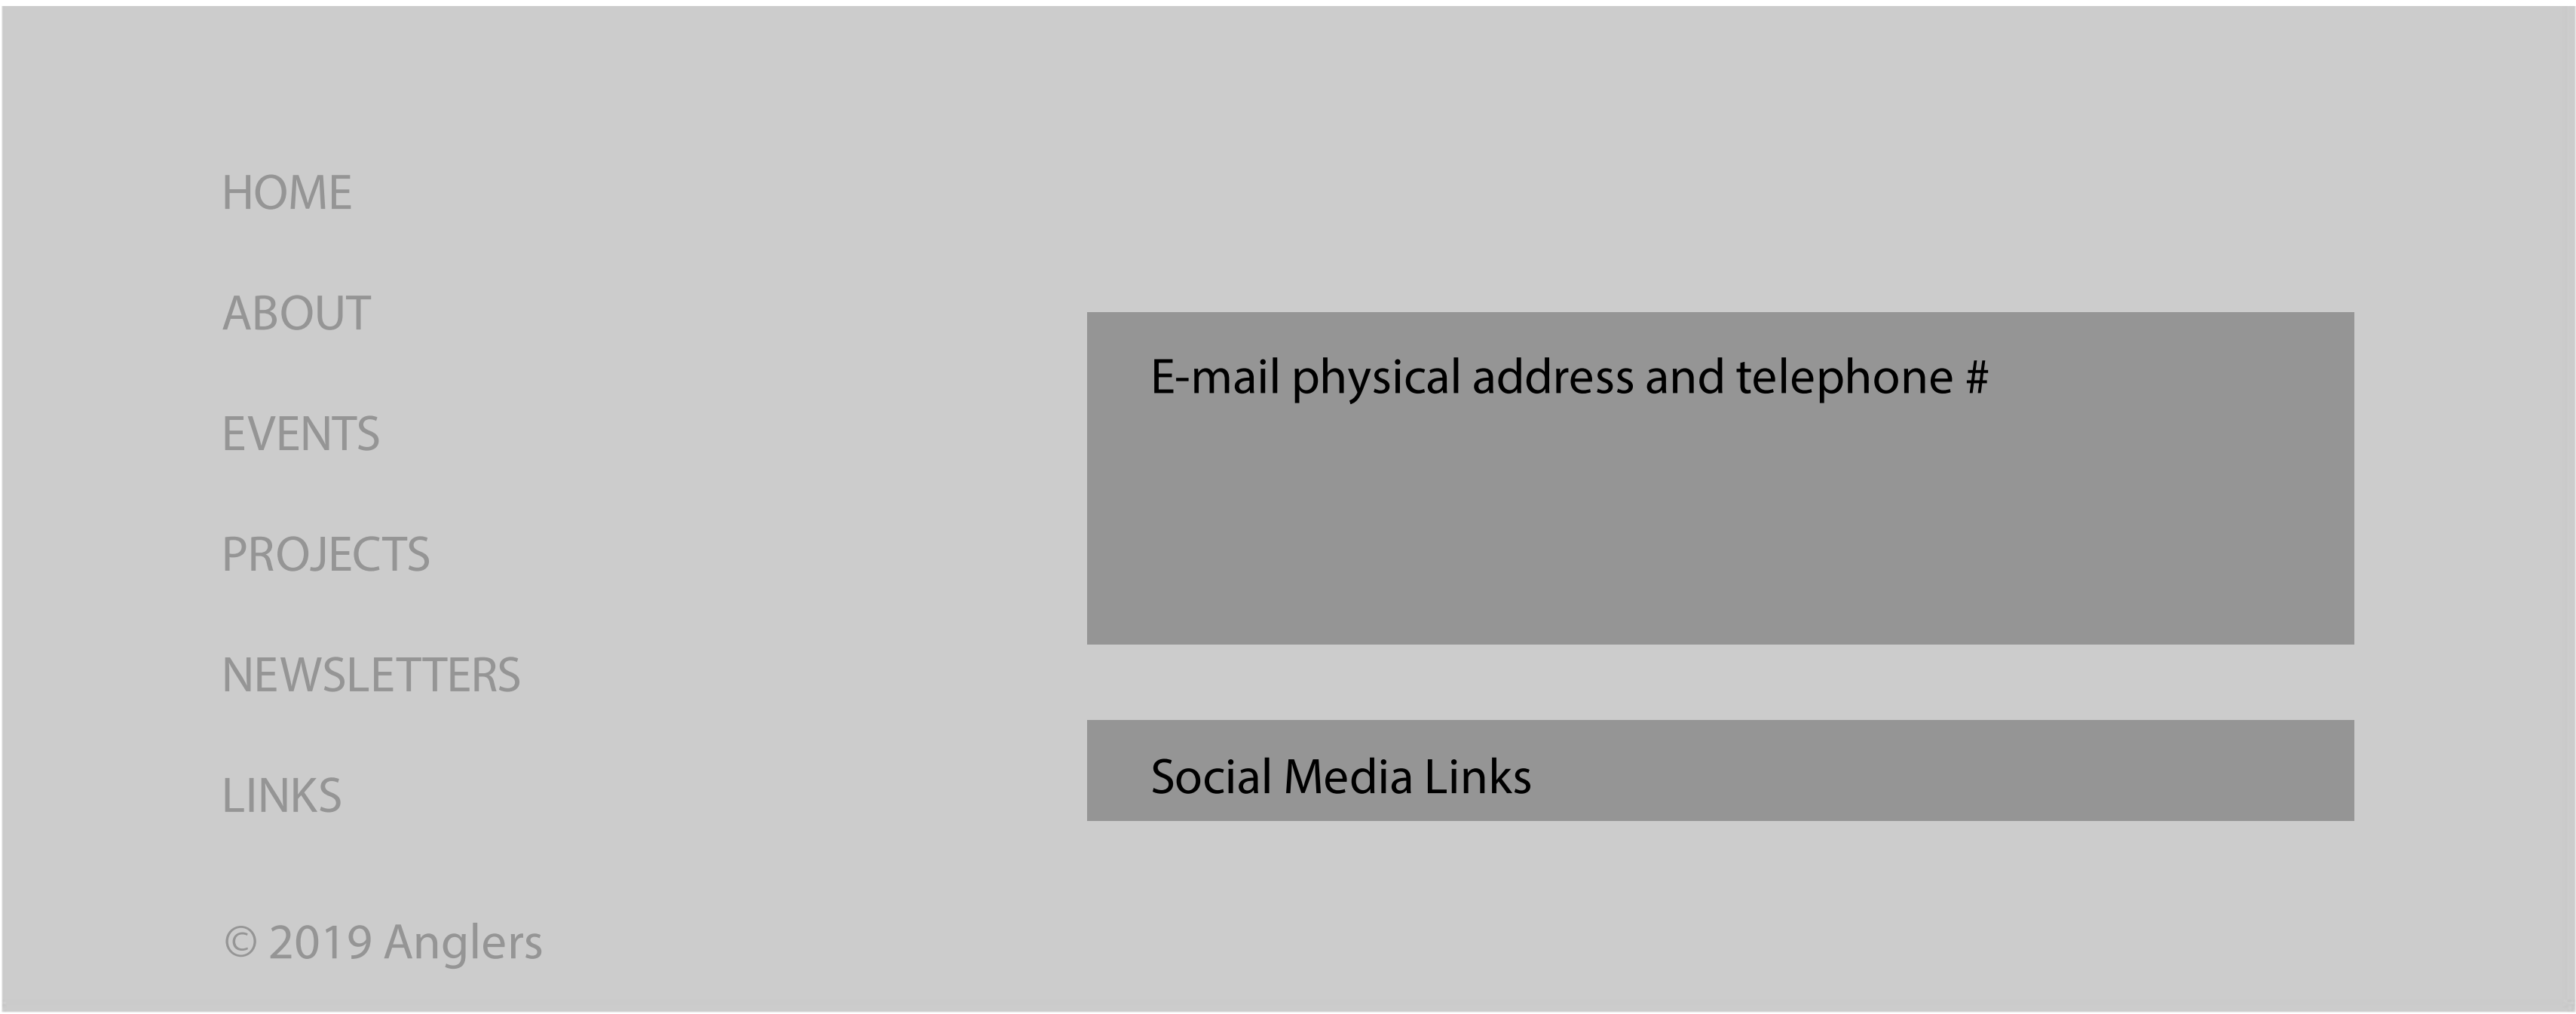 HOME
ABOUT
EVENTS
PROJECTS
NEWSLETTERS
LINKS
© 2019 Anglers
E-mail physical address and telephone #
Social Media Links